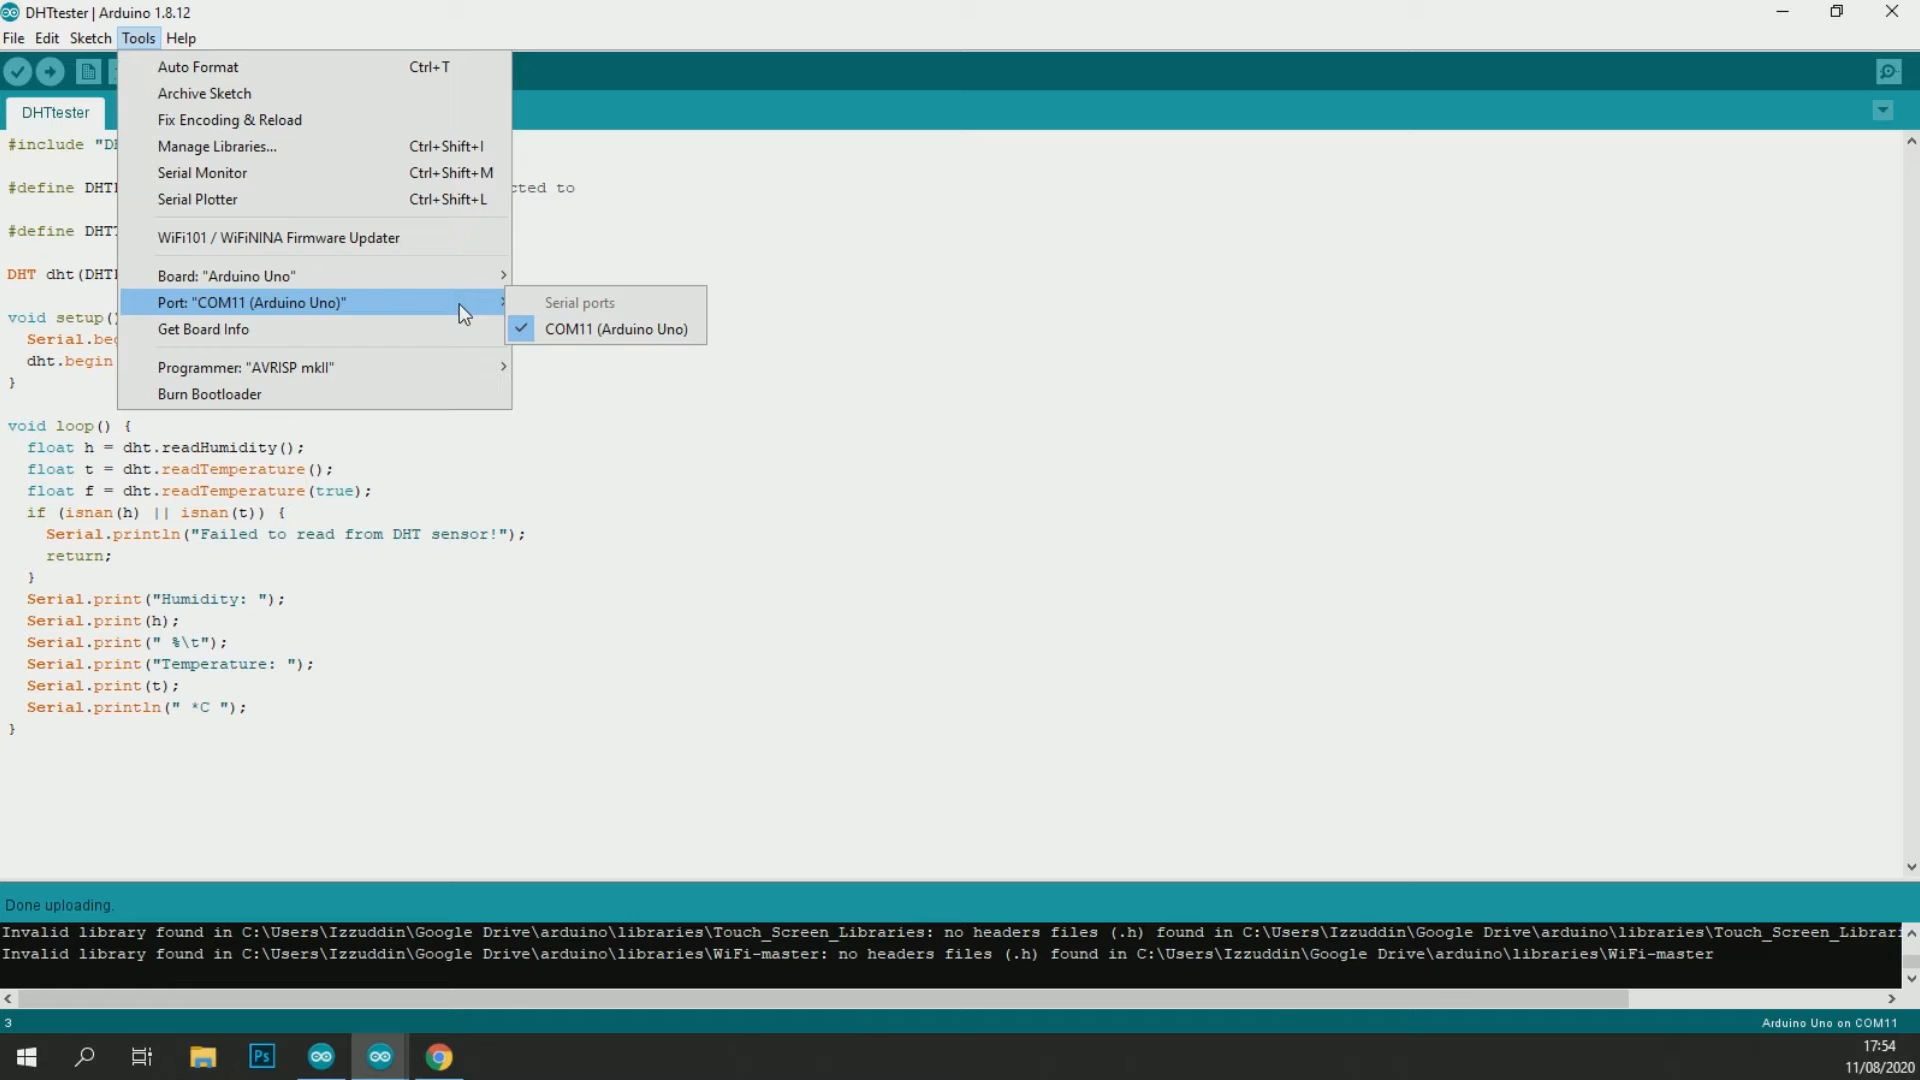 DHTtester | Arduino 1.8.12
File Edit Sketch Tools Help
Auto Format Ctrl+T
Archive Sketch
Fix Encoding & Reload
Manage Libraries... Ctrl+Shift+I
Serial Monitor Ctrl+Shift+M
Serial Plotter Ctrl+Shift+L
WiFi101 / WiFiNINA Firmware Updater
Board: "Arduino Uno"
Port: "COM11 (Arduino Uno)"
Get Board Info
Programmer: "AVRISP mkII"
Burn Bootloader
Serial ports
COM11 (Arduino Uno)
DHTtester
#include "D
#define DHT cted to
#define DHT
DHT dht(DHT
void setup(
Serial.be
dht.begin
}
void loop() {
float h = dht.readHumidity();
float t = dht.readTemperature();
float f = dht.readTemperature(true);
if (isnan(h) || isnan(t)) {
Serial.println("Failed to read from DHT sensor!");
return;
}
Serial.print("Humidity: ");
Serial.print(h);
Serial.print(" %\t");
Serial.print("Temperature: ");
Serial.print(t);
Serial.println(" *C ");
}
Done uploading.
Invalid library found in C:\Users\Izzuddin\Google Drive\arduino\libraries\Touch_Screen_Libraries: no headers files (.h) found in C:\Users\Izzuddin\Google Drive\arduino\libraries\Touch_Screen_Librari
Invalid library found in C:\Users\Izzuddin\Google Drive\arduino\libraries\WiFi-master: no headers files (.h) found in C:\Users\Izzuddin\Google Drive\arduino\libraries\WiFi-master
3 Arduino Uno on COM11
Ps
17:54
11/08/2020